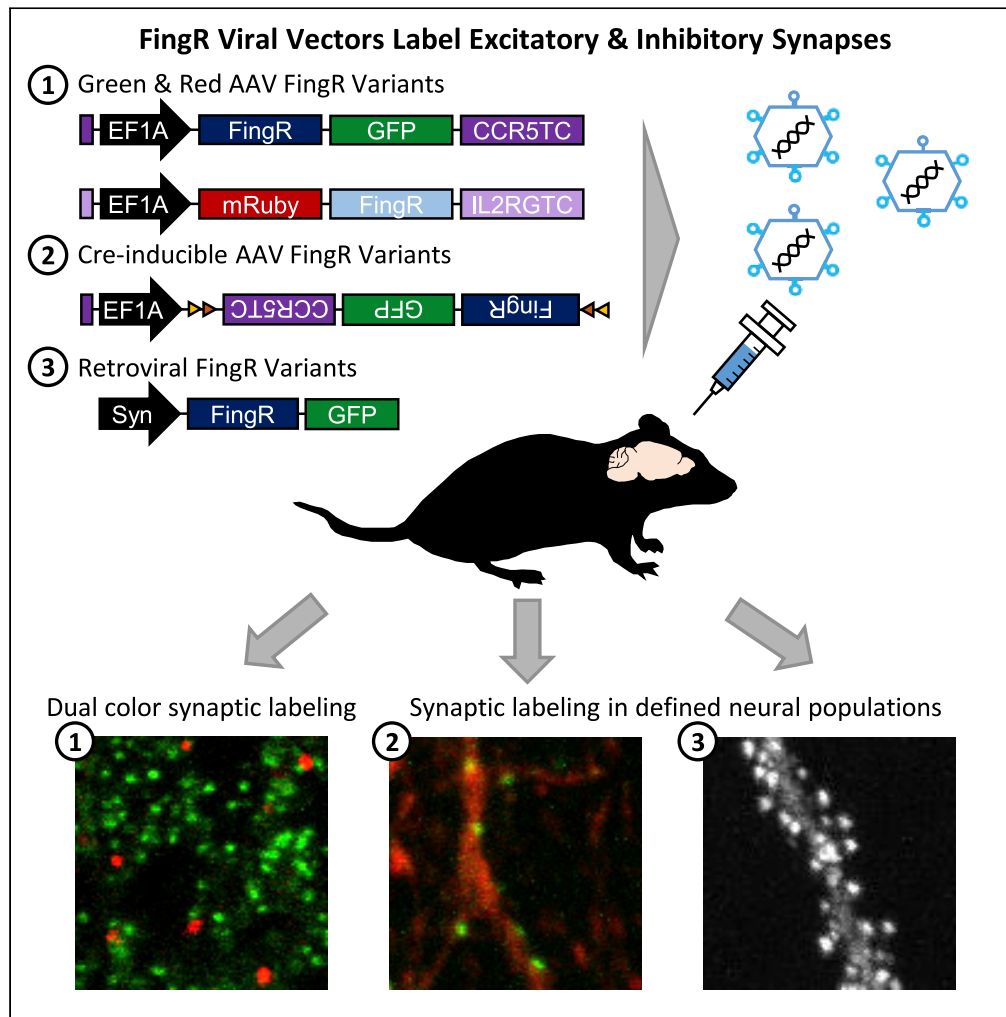 FingR Viral Vectors Label Excitatory & Inhibitory Synapses
1 Green & Red AAV FingR Variants
EF1A FingR GFP CCR5TC
EF1A mRuby FingR IL2RGTC
2 Cre-inducible AAV FingR Variants
EF1A CCR5TC GFP FingR
3 Retroviral FingR Variants
Syn FingR GFP
Dual color synaptic labeling
Synaptic labeling in defined neural populations
1 2 3